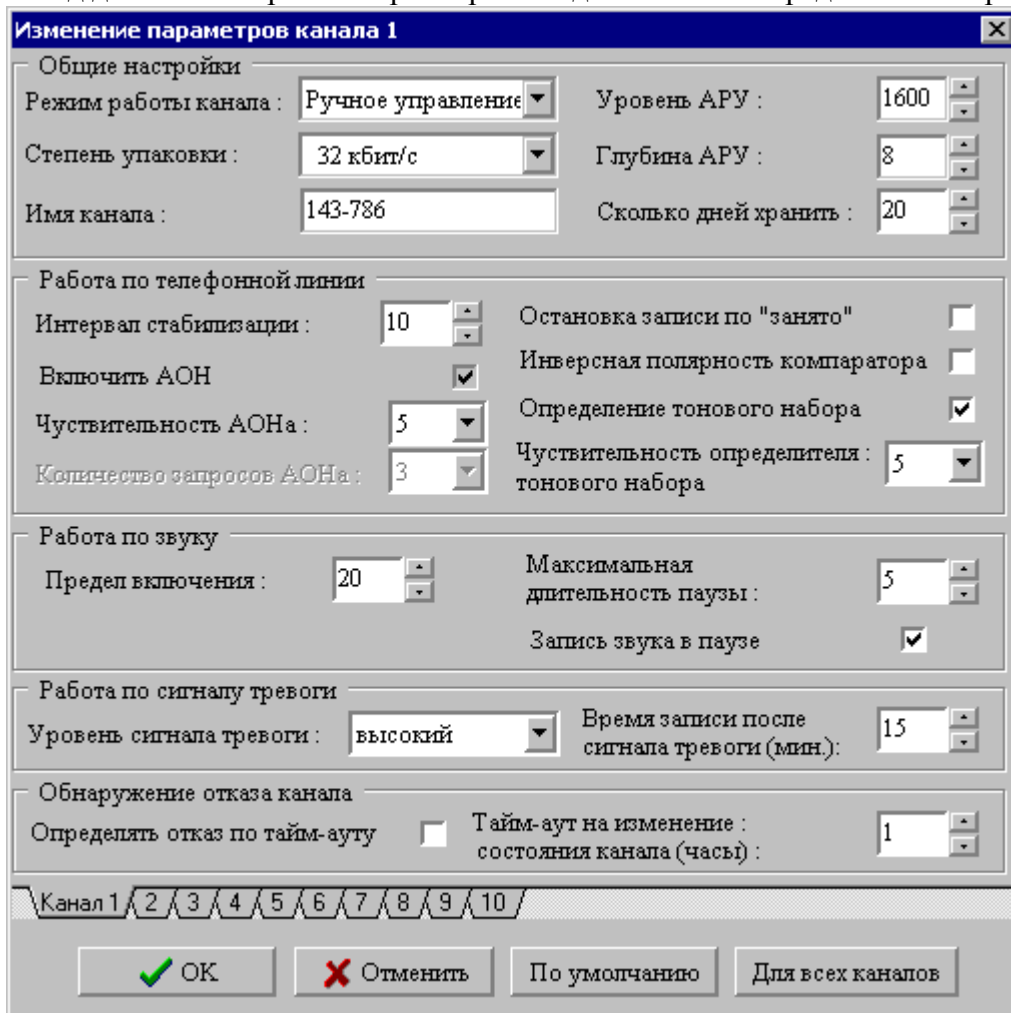 Изменение параметров канала 1
Общие настройки
Режим работы канала : Ручное управление
Уровень АРУ : 1600
Степень упаковки : 32 кбит/с
Глубина АРУ : 8
Имя канала : 143-786
Сколько дней хранить : 20
Работа по телефонной линии
Интервал стабилизации : 10
Остановка записи по "занято"
Включить АОН
Инверсная полярность компаратора
Чуствительность АОНа : 5
Определение тонового набора
Количество запросов АОНа : 3
Чуствительность определителя : 5
тонового набора
Работа по звуку
Предел включения : 20
Максимальная
длительность паузы : 5
Запись звука в паузе
Работа по сигналу тревоги
Уровень сигнала тревоги : высокий
Время записи после
сигнала тревоги (мин.): 15
Обнаружение отказа канала
Определять отказ по тайм-ауту
Тайм-аут на изменение :
состояния канала (часы) : 1
Канал 1 2 3 4 5 6 7 8 9 10
OK Отменить По умолчанию Для всех каналов